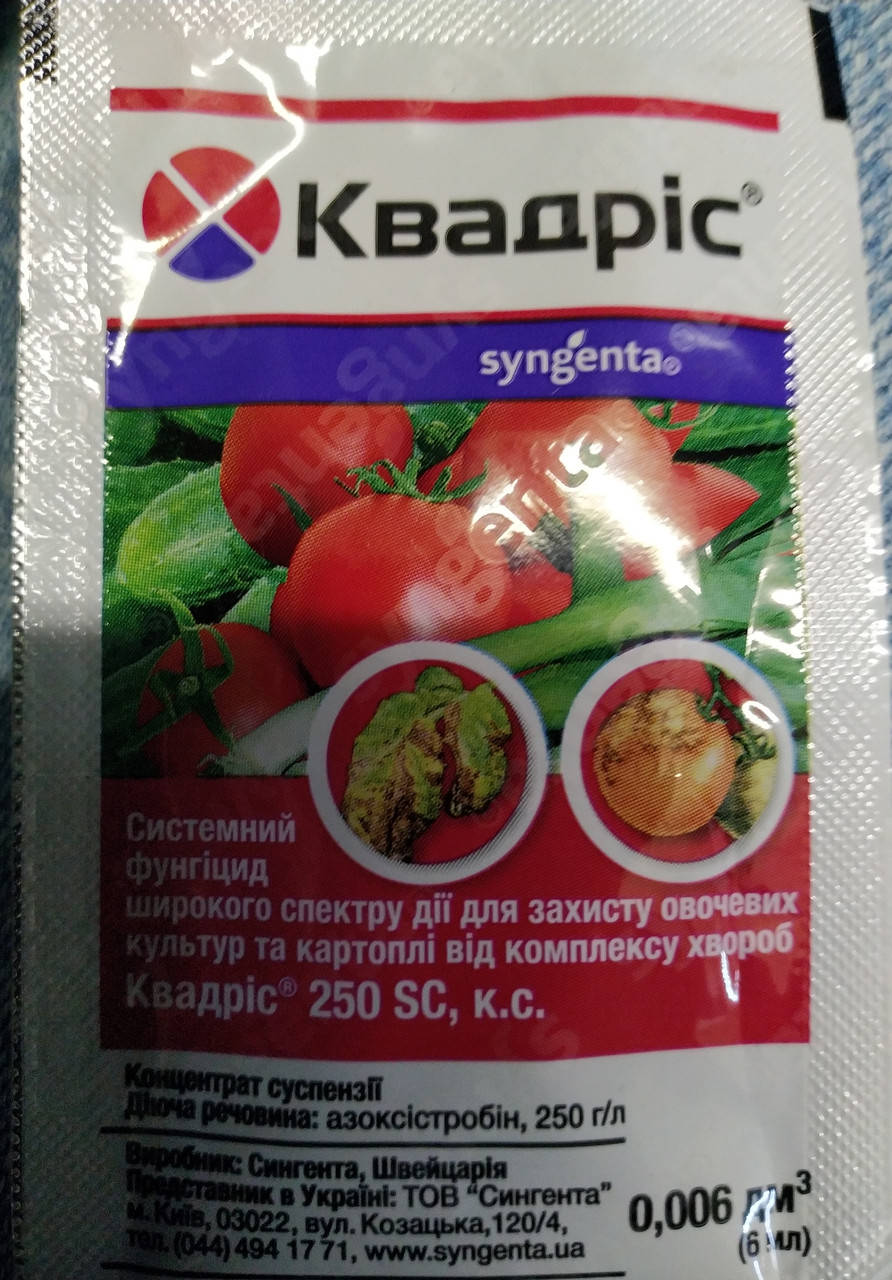 Квадріс®
syngenta®
Системний
фунгіцид
широкого спектру дії для захисту овочевих
культур та картоплі від комплексу хвороб
Квадріс® 250 SC, к.с.
Концентрат суспензії
Діюча речовина: азоксістробін, 250 г/л
Виробник: Сингента, Швейцарія
Представник в Україні: ТОВ “Сингента”
м. Київ, 03022, вул. Козацька,120/4,
тел. (044) 494 17 71, www.syngenta.ua
0,006 дм³
(6 мл)